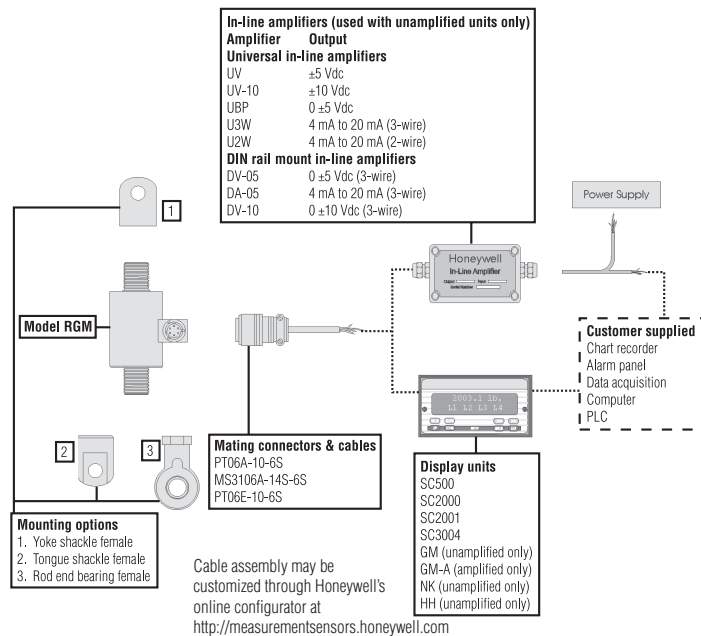 In-line amplifiers (used with unamplified units only)
Amplifier Output
Universal in-line amplifiers
UV ±5 Vdc
UV-10 ±10 Vdc
UBP 0 ±5 Vdc
U3W 4 mA to 20 mA (3-wire)
U2W 4 mA to 20 mA (2-wire)
DIN rail mount in-line amplifiers
DV-05 0 ±5 Vdc (3-wire)
DA-05 4 mA to 20 mA (3-wire)
DV-10 0 ±10 Vdc (3-wire)
1
Power Supply
Honeywell
In-Line Amplifier
Output Input
Serial Number
Model RGM
Customer supplied
Chart recorder
Alarm panel
Data acquisition
Computer
PLC
2003.1 lb.
L1 L2 L3 L4
2
3
Mating connectors & cables
PT06A-10-6S
MS3106A-14S-6S
PT06E-10-6S
Display units
SC500
SC2000
SC2001
SC3004
GM (unamplified only)
GM-A (amplified only)
NK (unamplified only)
HH (unamplified only)
Mounting options
1. Yoke shackle female
2. Tongue shackle female
3. Rod end bearing female
Cable assembly may be
customized through Honeywell's
online configurator at
http://measurementsensors.honeywell.com